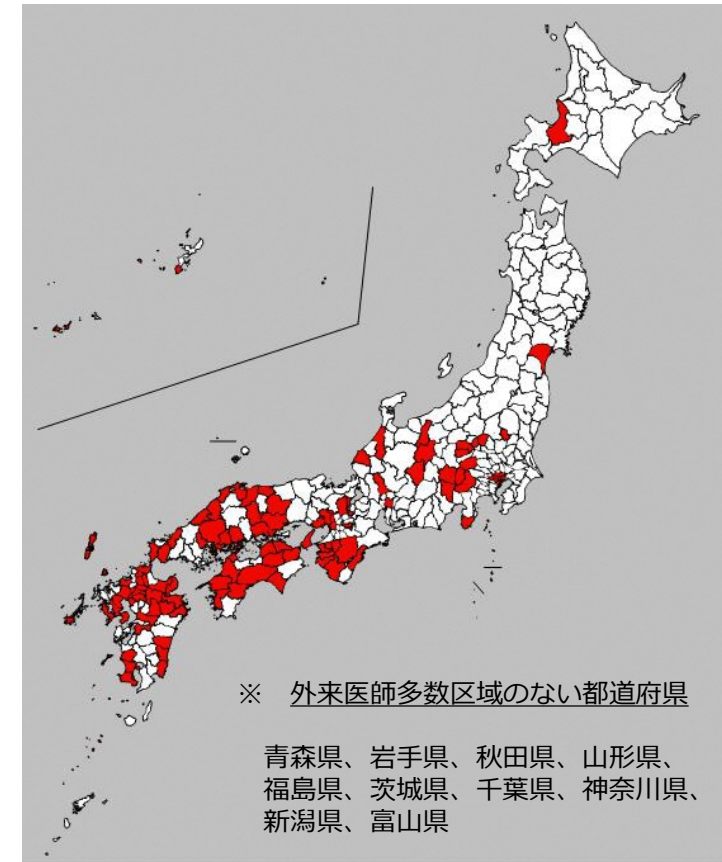 ※ 外来医師多数区域のない都道府県
青森県、岩手県、秋田県、山形県、
福島県、茨城県、千葉県、神奈川県、
新潟県、富山県